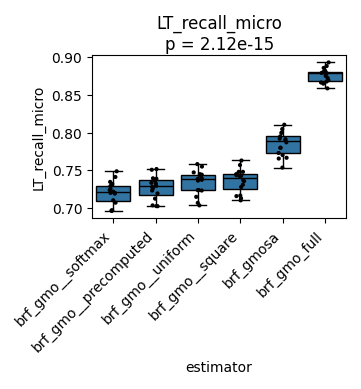 LT_recall_micro
p = 2.12e-15
LT_recall_micro
0.90
0.85
0.80
0.75
0.70
brf_gmo__softmax
brf_gmo__precomputed
brf_gmo__uniform
brf_gmo__square
brf_gmosa
brf_gmo_full
estimator